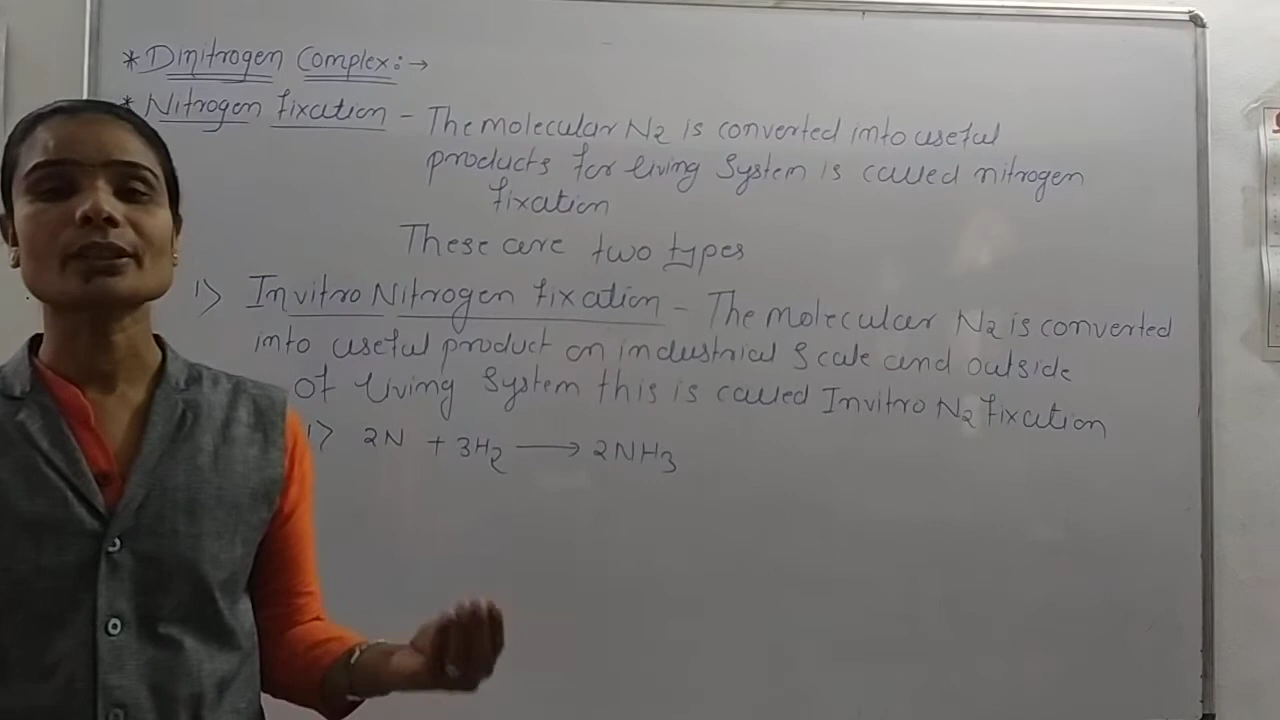 * Dinitrogen Complex:→
* Nitrogen fixation - The molecular N2 is converted into useful
products for living System is called nitrogen
fixation
These are two types
1) Invitro Nitrogen fixation - The molecular N2 is converted
into useful product on industrial Scale and outside
of living System this is called Invitro N2 fixation
1) 2N + 3H2 ⟶ 2NH3